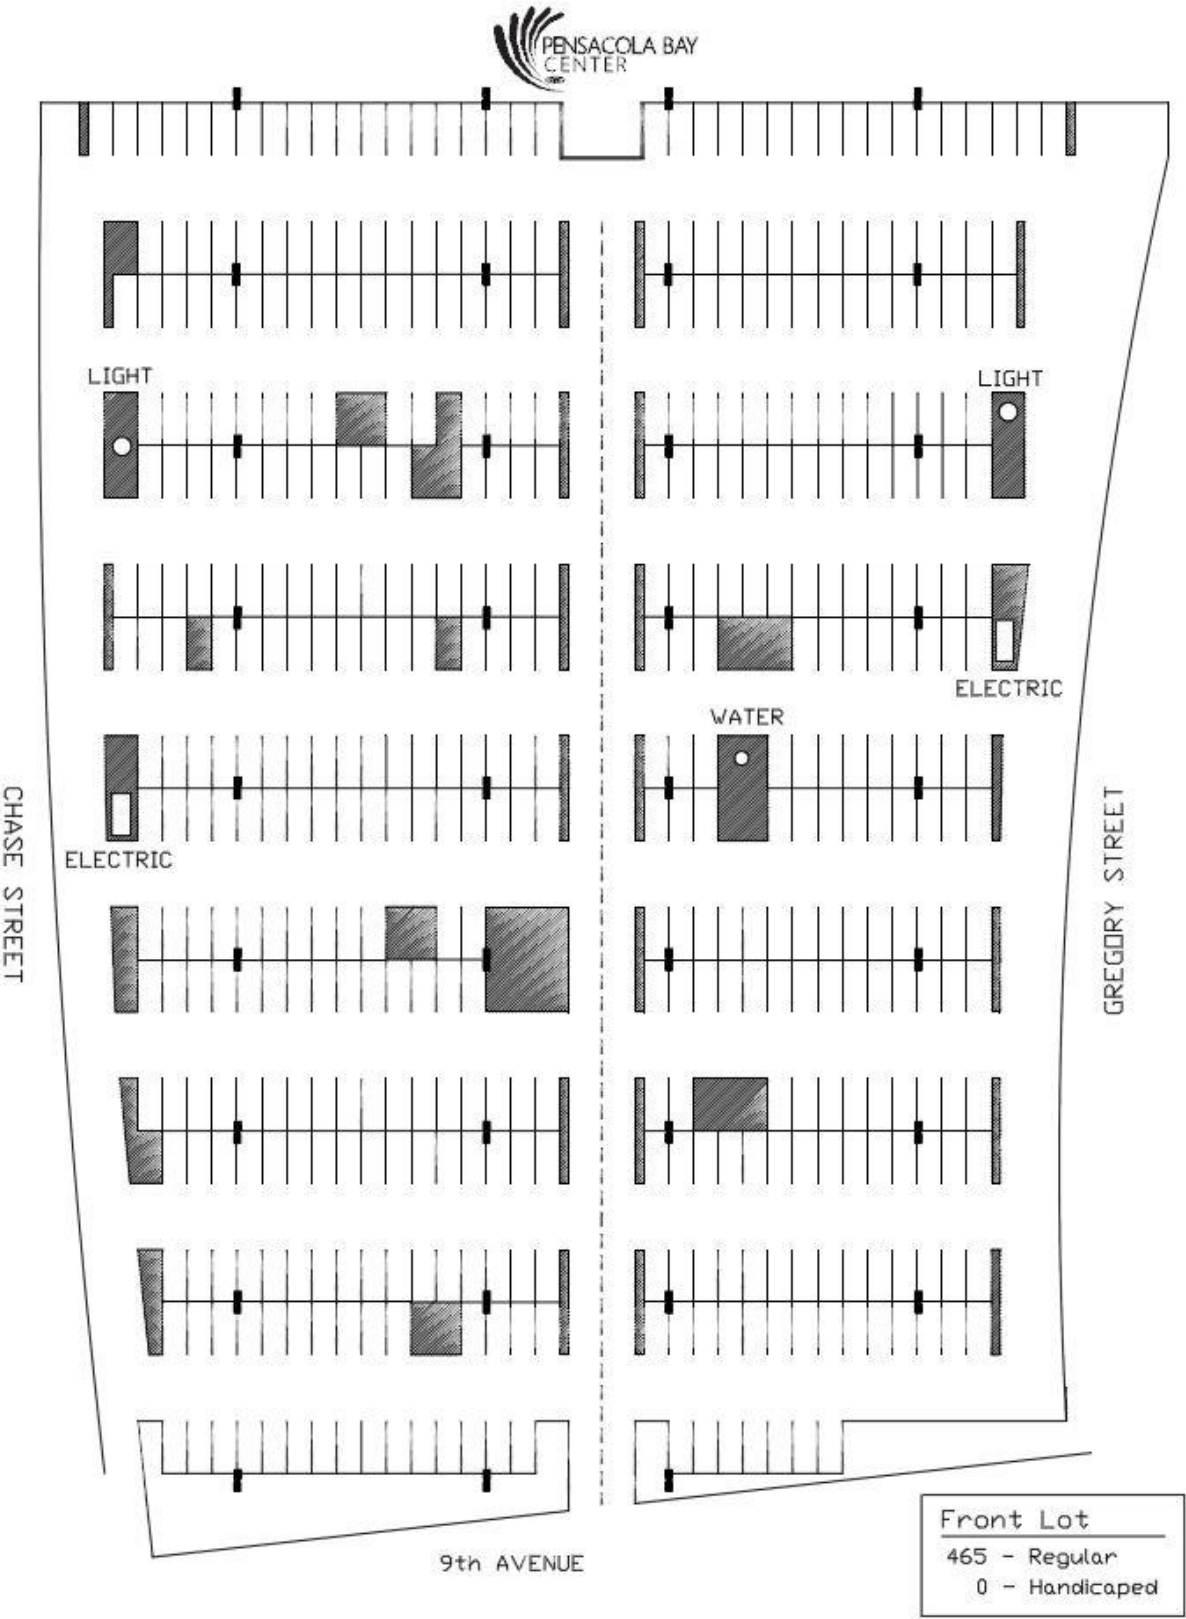 PENSACOLA BAY
CENTER
LIGHT
LIGHT
ELECTRIC
WATER
CHASE STREET
GREGORY STREET
ELECTRIC
9th AVENUE
Front Lot
465 - Regular
0 - Handicaped